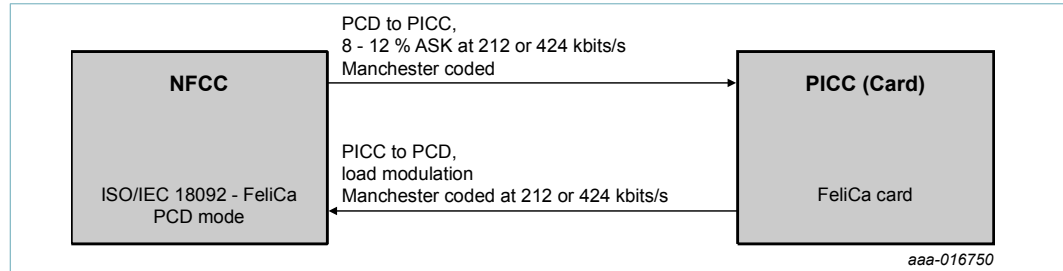 PCD to PICC,
8 - 12 % ASK at 212 or 424 kbits/s
Manchester coded
NFCC
PICC (Card)
PICC to PCD,
load modulation
Manchester coded at 212 or 424 kbits/s
ISO/IEC 18092 - FeliCa
PCD mode
FeliCa card
aaa-016750